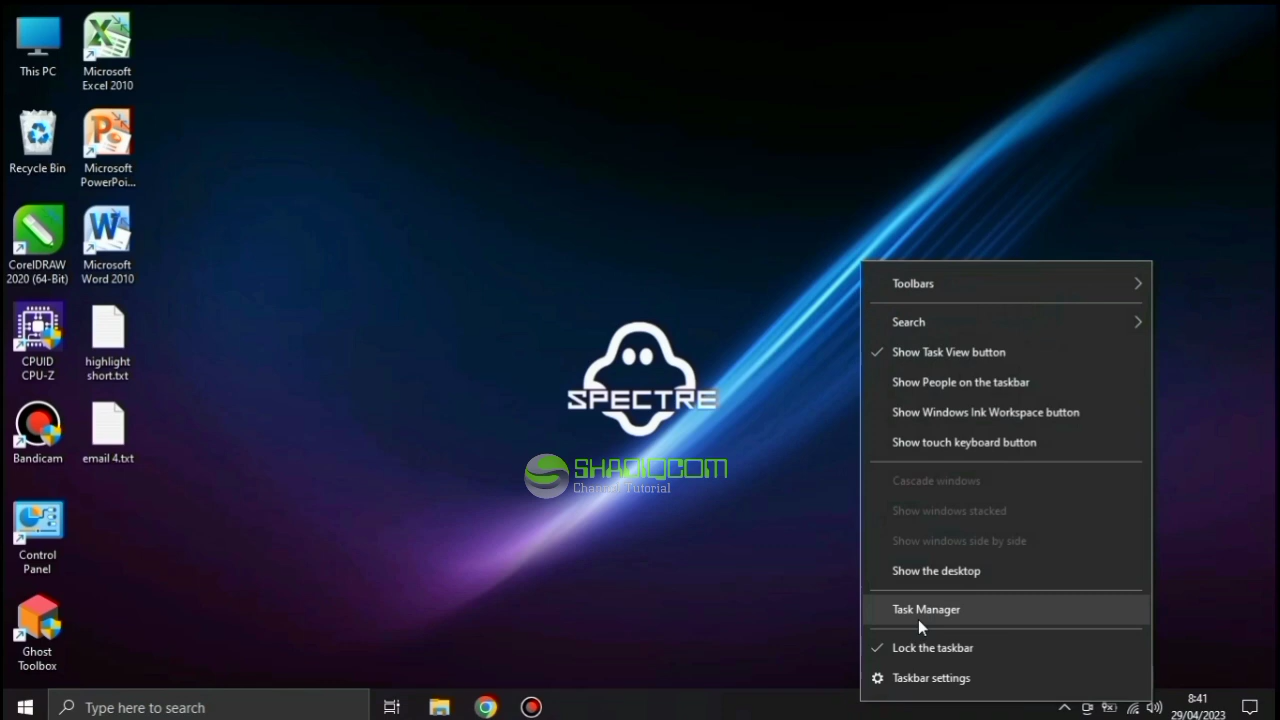 This PC
Microsoft
Excel 2010
Recycle Bin
Microsoft
PowerPoi...
CorelDRAW
2020 (64-Bit)
Microsoft
Word 2010
CPUID
CPU-Z
highlight
short.txt
Bandicam
email 4.txt
Control
Panel
Ghost
Toolbox
SPECTRE
SHADIQCOM
Channel Tutorial
Toolbars
Search
Show Task View button
Show People on the taskbar
Show Windows Ink Workspace button
Show touch keyboard button
Cascade windows
Show windows stacked
Show windows side by side
Show the desktop
Task Manager
Lock the taskbar
Taskbar settings
Type here to search
8:41
29/04/2023